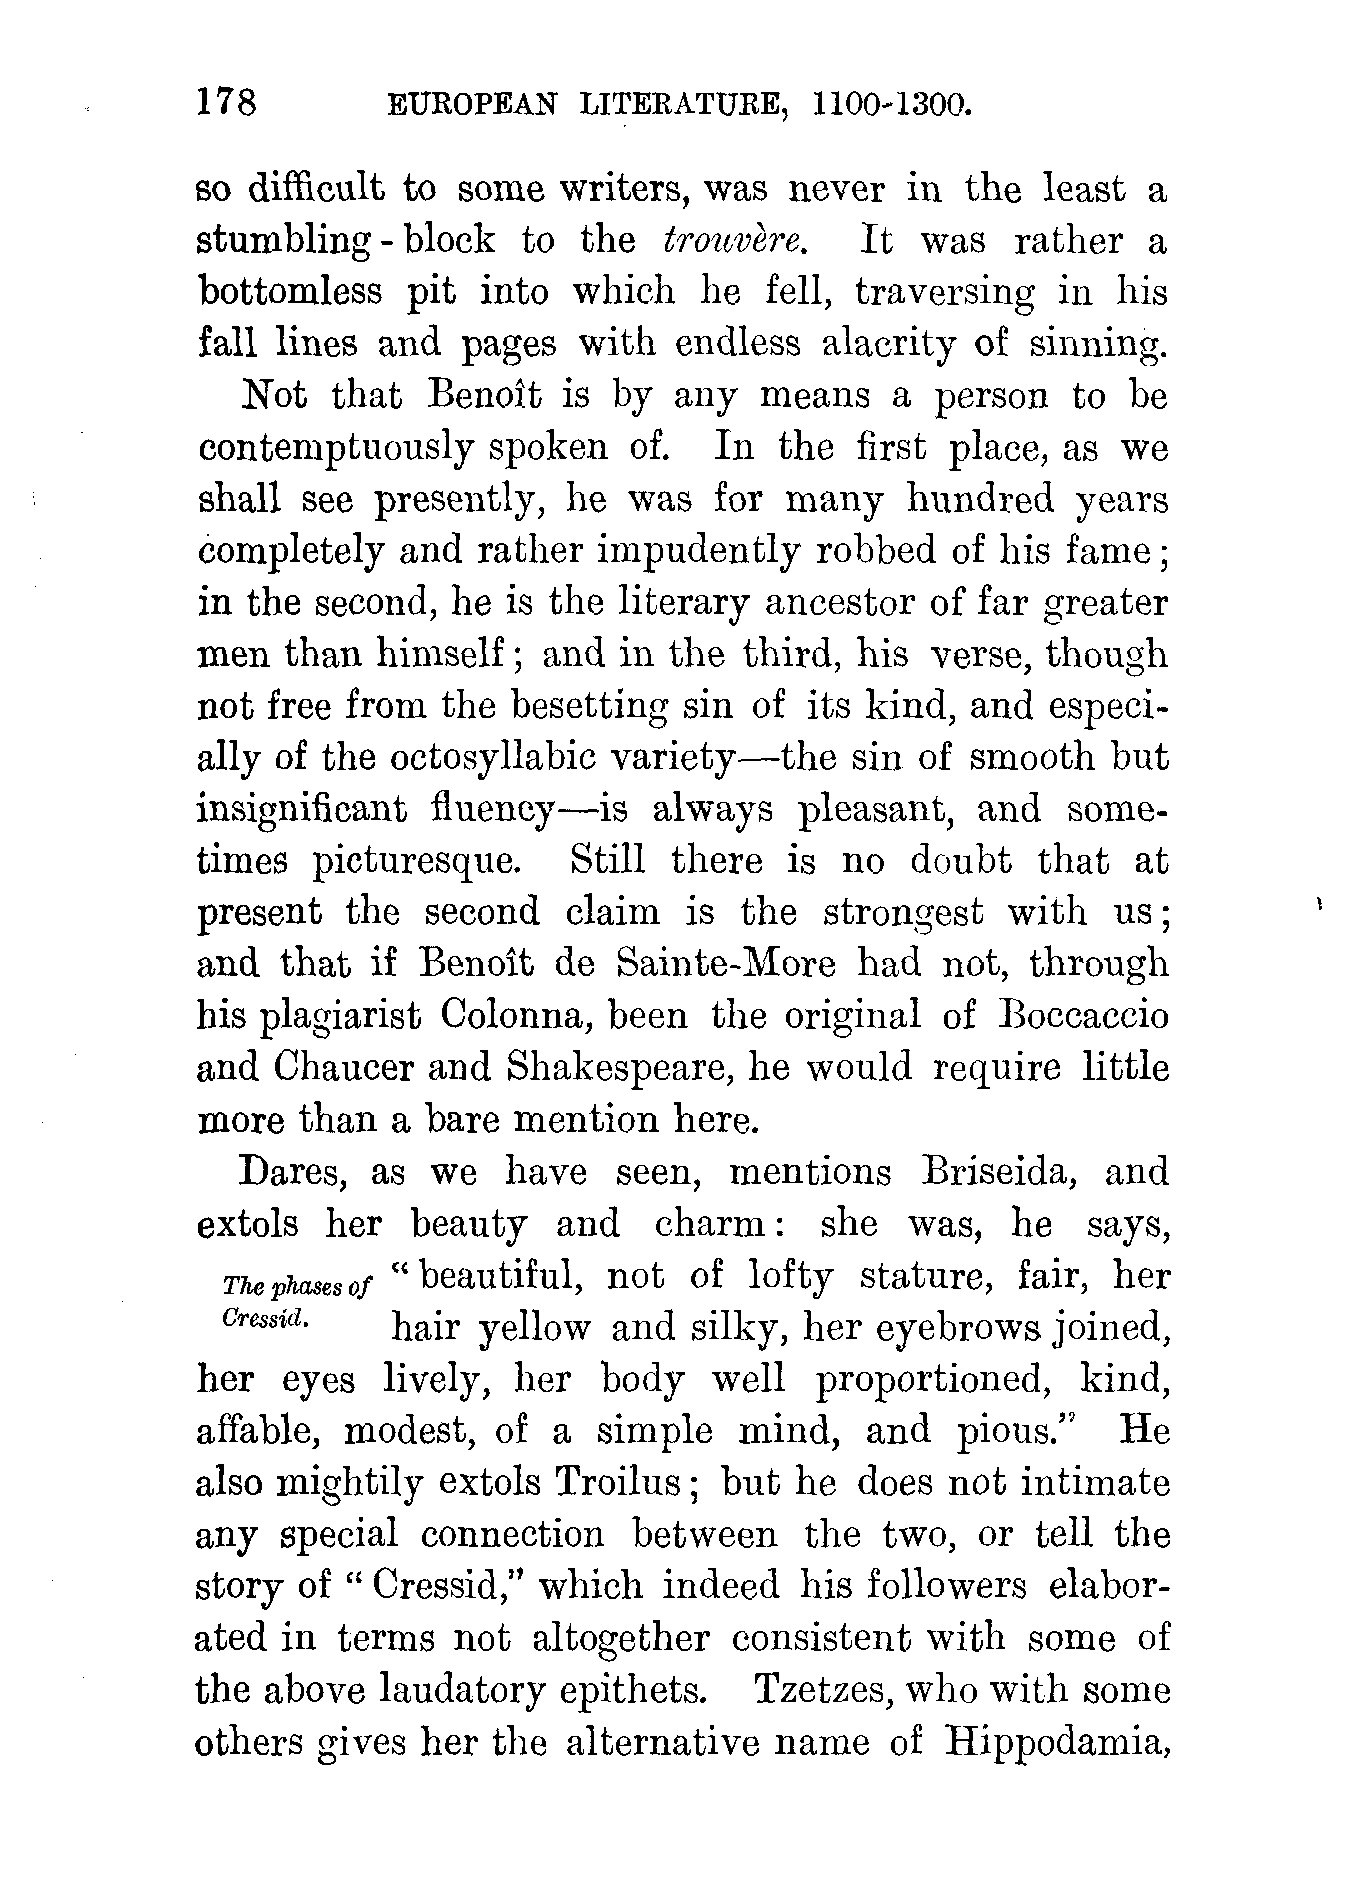 178 EUROPEAN LITERATURE, 1100-1300.
so difficult to some writers, was never in the least a
stumbling-block to the trouvère. It was rather a
bottomless pit into which he fell, traversing in his
fall lines and pages with endless alacrity of sinning.
Not that Benoît is by any means a person to be
contemptuously spoken of. In the first place, as we
shall see presently, he was for many hundred years
completely and rather impudently robbed of his fame;
in the second, he is the literary ancestor of far greater
men than himself; and in the third, his verse, though
not free from the besetting sin of its kind, and especi-
ally of the octosyllabic variety—the sin of smooth but
insignificant fluency—is always pleasant, and some-
times picturesque. Still there is no doubt that at
present the second claim is the strongest with us;
and that if Benoît de Sainte-More had not, through
his plagiarist Colonna, been the original of Boccaccio
and Chaucer and Shakespeare, he would require little
more than a bare mention here.
Dares, as we have seen, mentions Briseida, and
extols her beauty and charm: she was, he says,
The phases of
Cressid.
"beautiful, not of lofty stature, fair, her
hair yellow and silky, her eyebrows joined,
her eyes lively, her body well proportioned, kind,
affable, modest, of a simple mind, and pious." He
also mightily extols Troilus; but he does not intimate
any special connection between the two, or tell the
story of "Cressid," which indeed his followers elabor-
ated in terms not altogether consistent with some of
the above laudatory epithets. Tzetzes, who with some
others gives her the alternative name of Hippodamia,